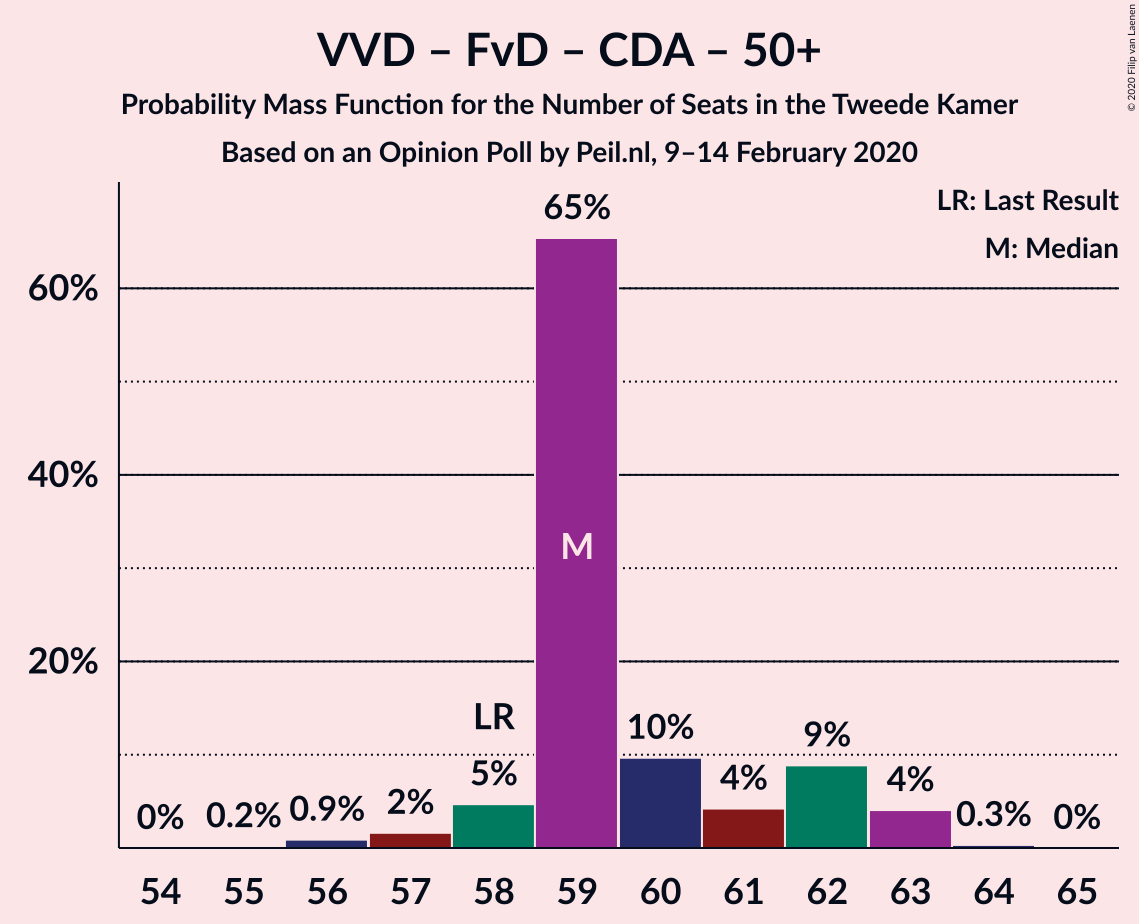 VVD – FvD – CDA – 50+
Probability Mass Function for the Number of Seats in the Tweede Kamer
Based on an Opinion Poll by Peil.nl, 9–14 February 2020
© 2020 Filip van Laenen
LR: Last Result
M: Median
65%
60%
40%
M
20%
LR
10%
9%
5%
4%
4%
2%
0.9%
0.2%
0%
0.3%
0%
54 55 56 57 58 59 60 61 62 63 64 65